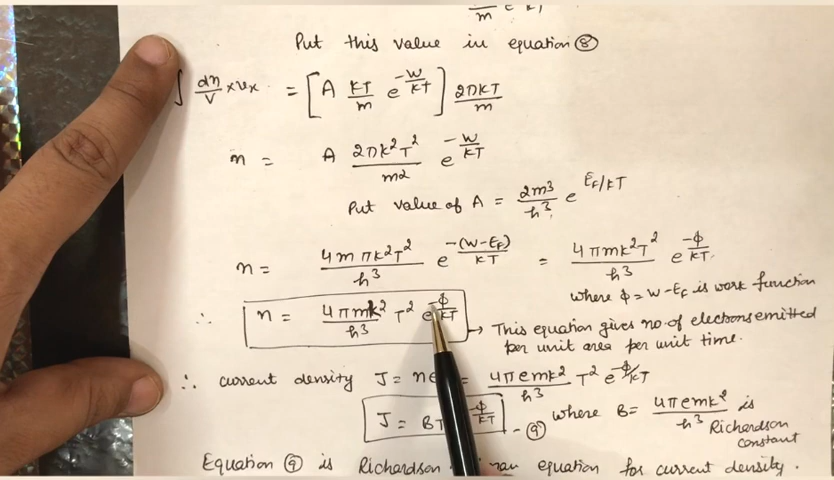 m
Put this value in equation ⑧
∫ dn/V × vx = [A KT/m e^(-W/KT)] 2πKT/m
n = A 2πk²T²/m² e^(-W/KT)
Put value of A = 2m³/h³ e^(EF/KT)
n = 4mπk²T²/h³ e^(-(W-EF)/KT) = 4πmk²T²/h³ e^(-ϕ/KT)
where ϕ = W-EF is work function
∴ n = 4πmk²/h³ T² e^(-ϕ/KT) → This equation gives no. of electrons emitted
per unit area per unit time.
∴ current density J = ne = 4πemk²/h³ T² e^(-ϕ/KT)
J = BT e^(-ϕ/KT) - ⑨ where B = 4πemk²/h³ is
Richardson
constant
Equation ⑨ is Richardson equation for current density.